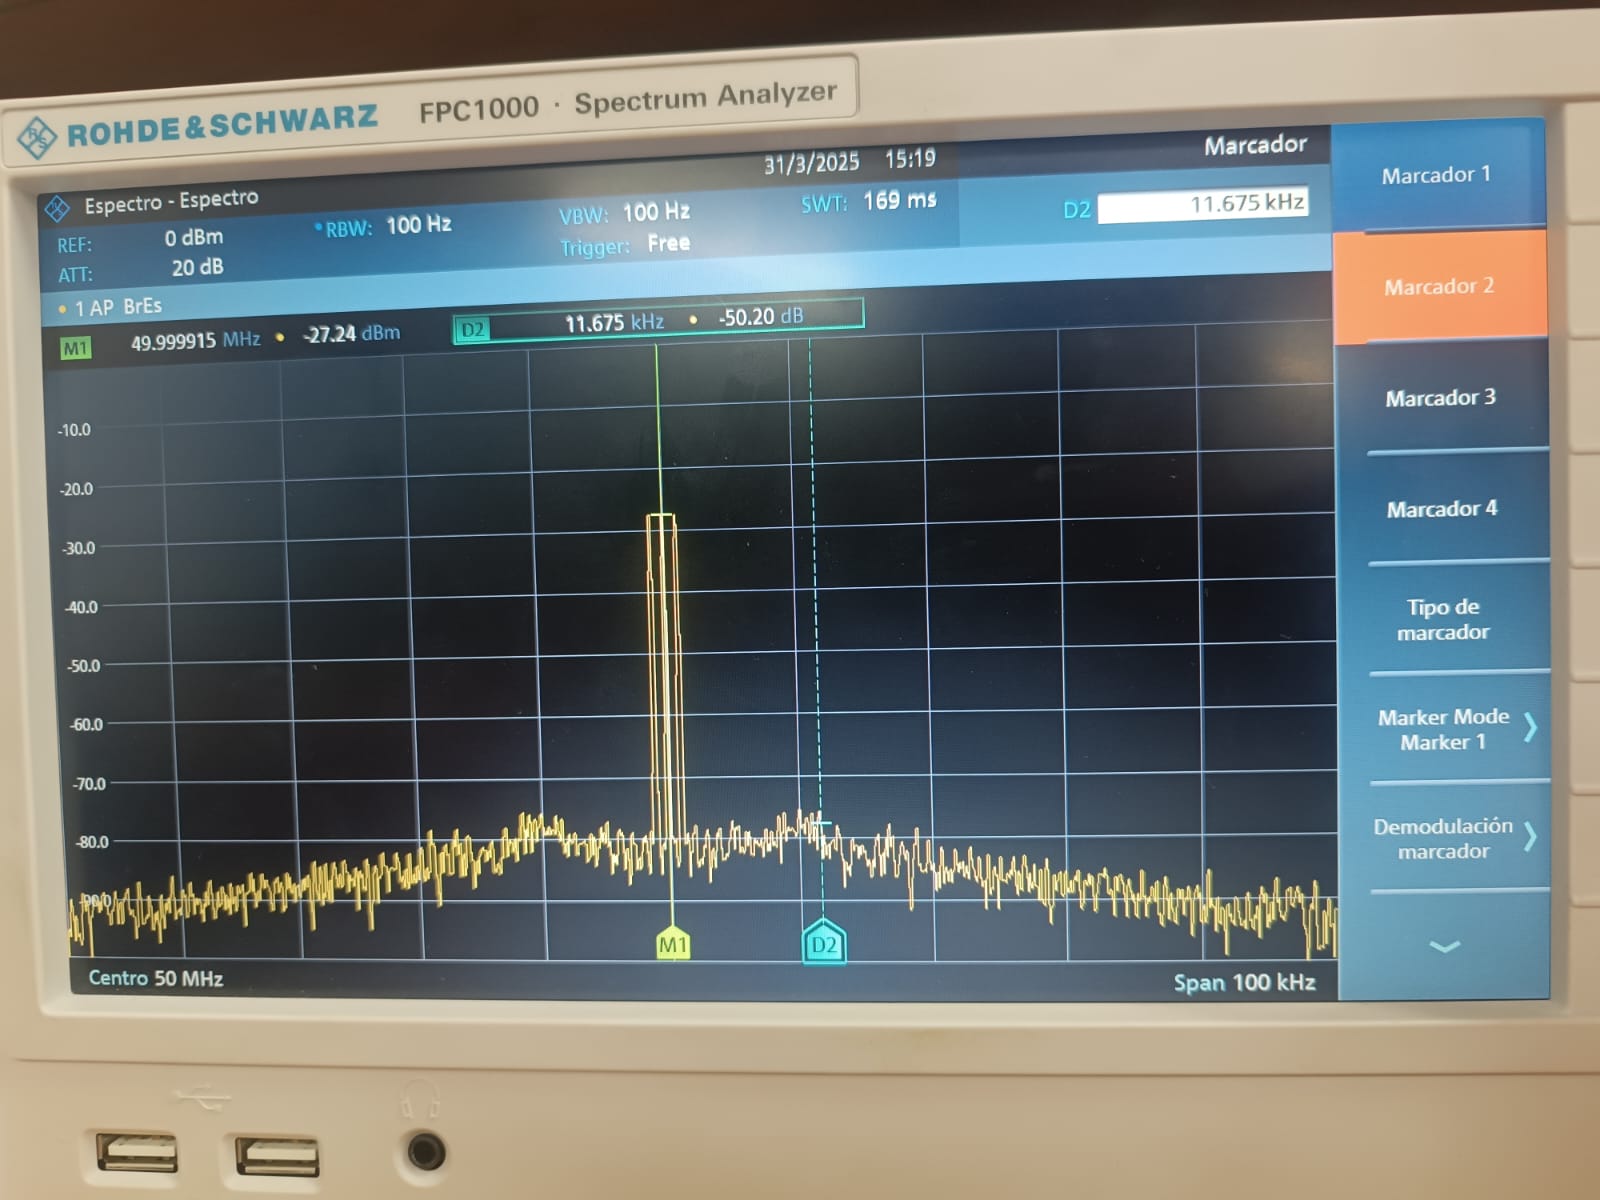 ROHDE&SCHWARZ FPC1000 · Spectrum Analyzer
31/3/2025 15:19 Marcador
Espectro - Espectro
REF: 0 dBm RBW: 100 Hz VBW: 100 Hz SWT: 169 ms D2 11.675 kHz
ATT: 20 dB Trigger: Free
1 AP BrEs
M1 49.999915 MHz • -27.24 dBm D2 11.675 kHz • -50.20 dB
-10.0
-20.0
-30.0
-40.0
-50.0
-60.0
-70.0
-80.0
-90.0
M1 D2
Centro 50 MHz Span 100 kHz
Marcador 1
Marcador 2
Marcador 3
Marcador 4
Tipo de
marcador
Marker Mode
Marker 1
Demodulación
marcador